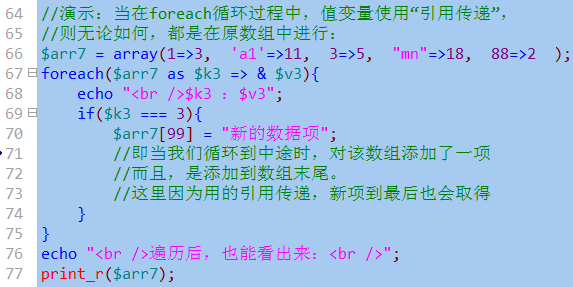 64 //演示：当在foreach循环过程中，值变量使用“引用传递”，
65 //则无论如何，都是在原数组中进行：
66 $arr7 = array(1=>3, 'a1'=>11, 3=>5, "mn"=>18, 88=>2 );
67 foreach($arr7 as $k3 => & $v3){
68 echo "<br />$k3 : $v3";
69 if($k3 === 3){
70 $arr7[99] = "新的数据项";
71 //即当我们循环到中途时，对该数组添加了一项
72 //而且，是添加到数组末尾。
73 //这里因为用的引用传递，新项到最后也会取得
74 }
75 }
76 echo "<br />遍历后，也能看出来：<br />";
77 print_r($arr7);